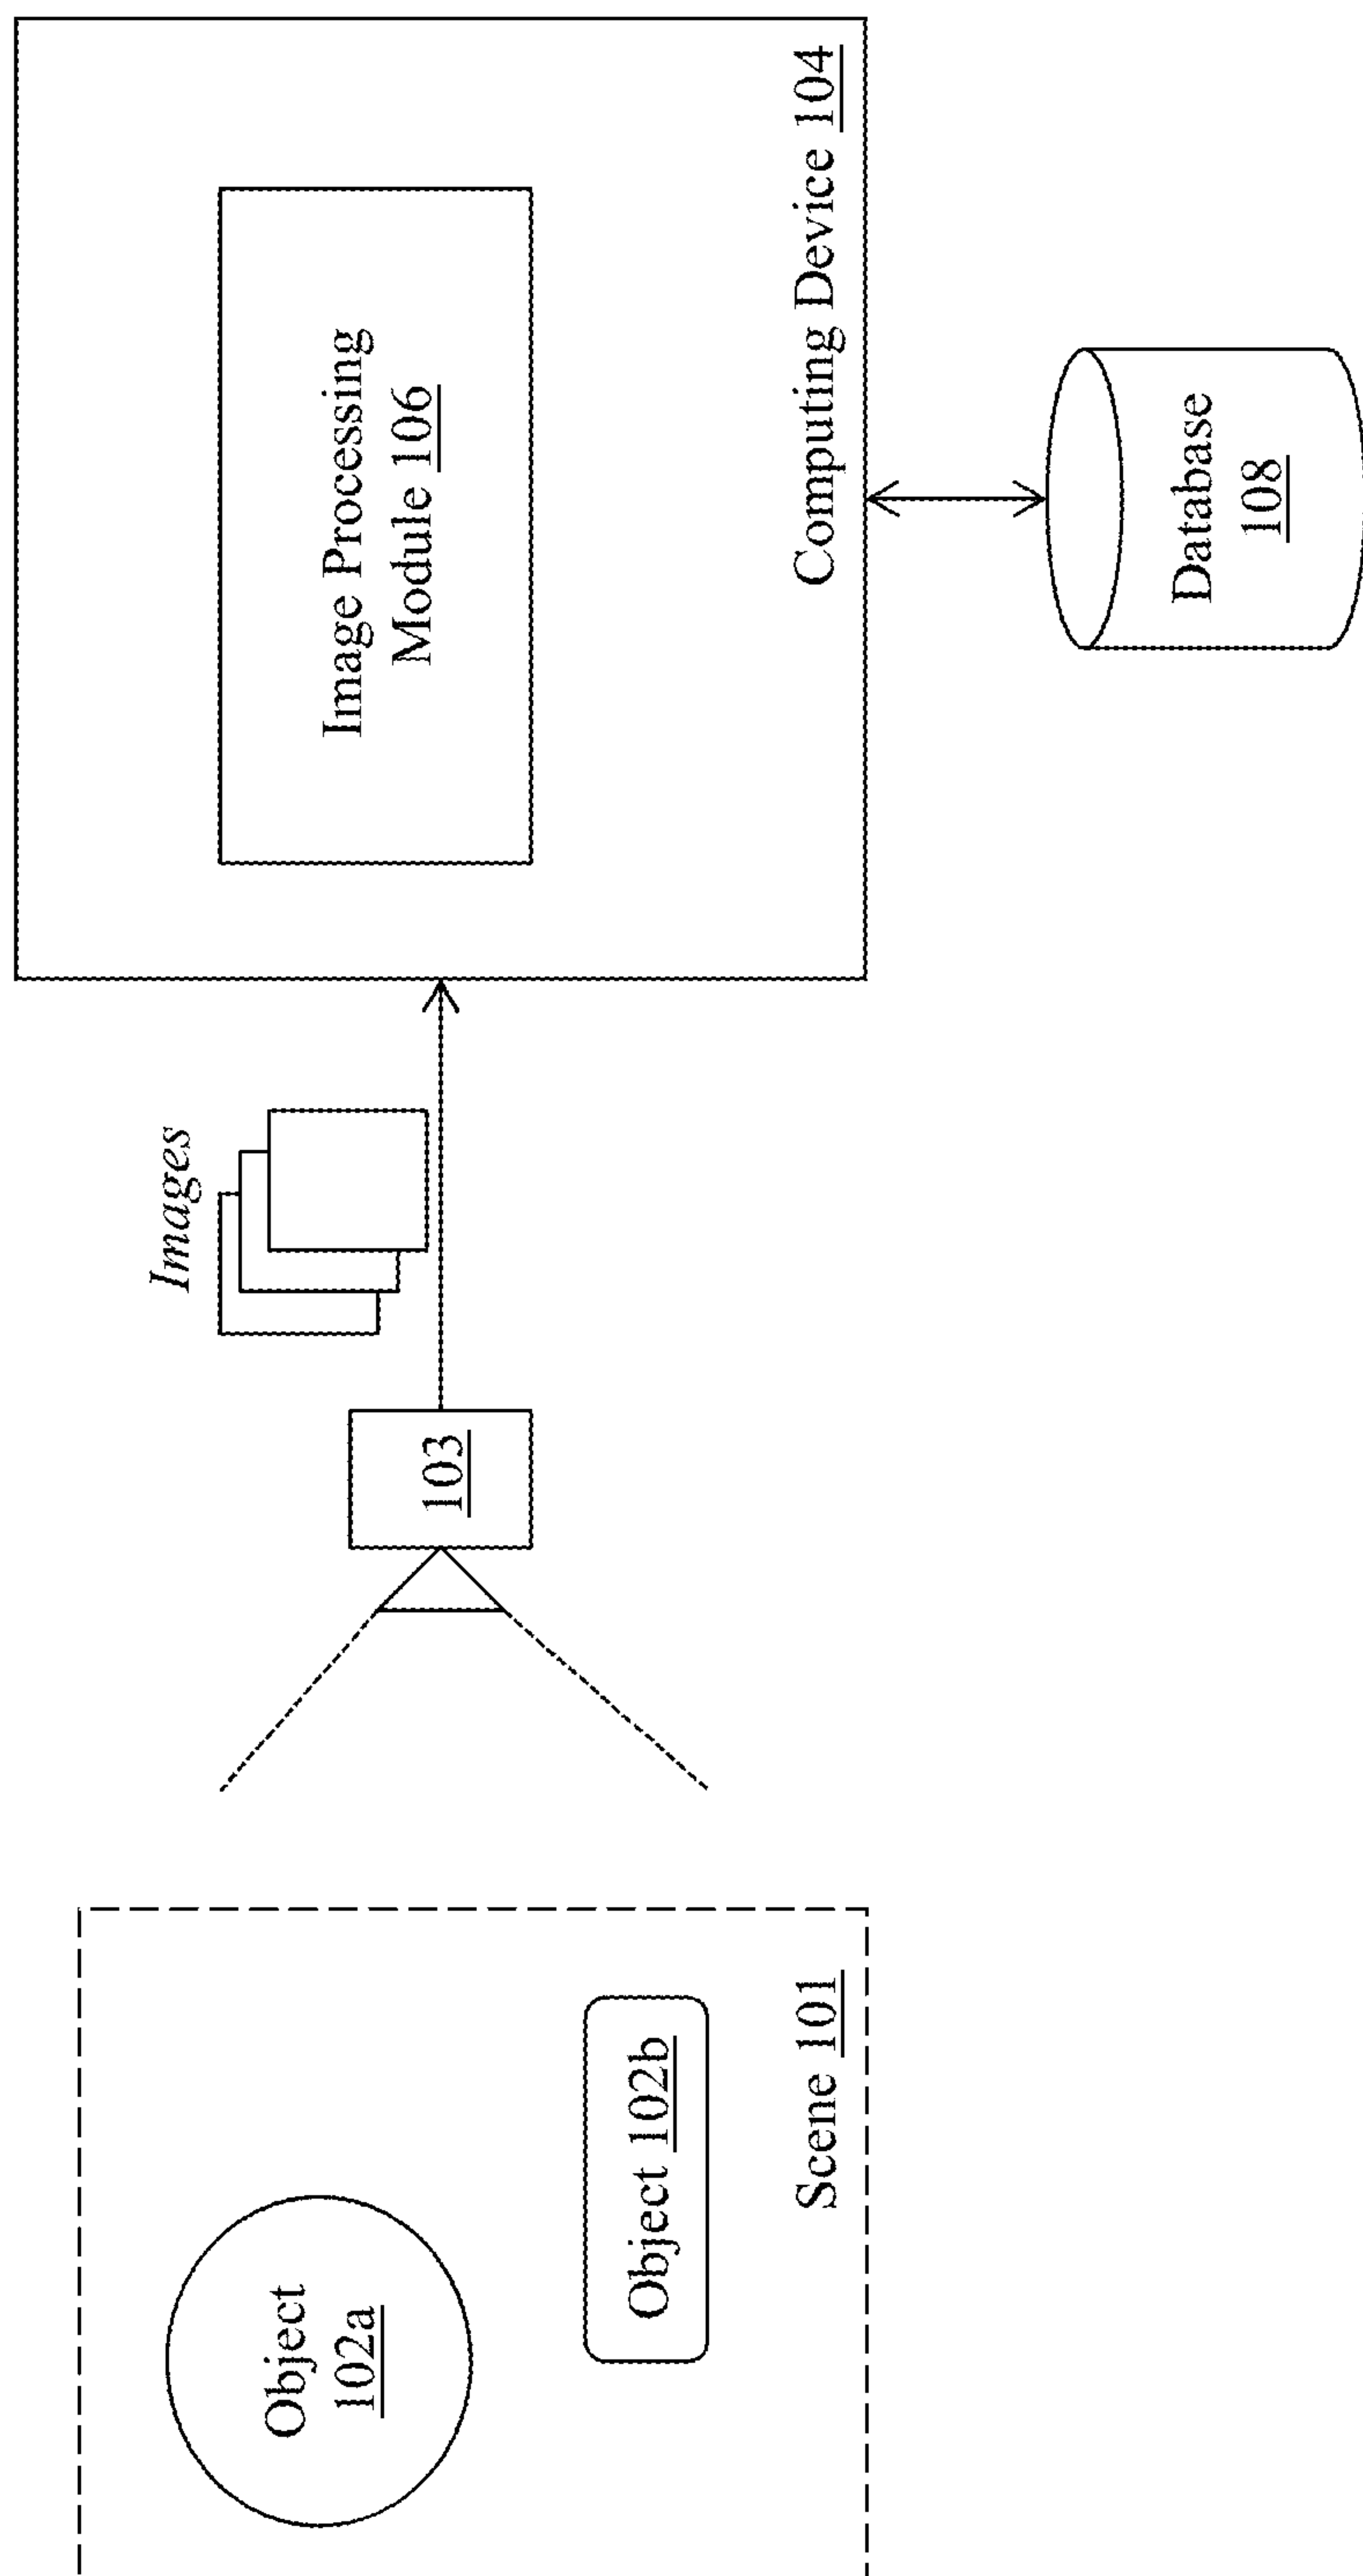 Object
102a
Object 102b
Scene 101
103
Images
Image Processing
Module 106
Computing Device 104
Database
108